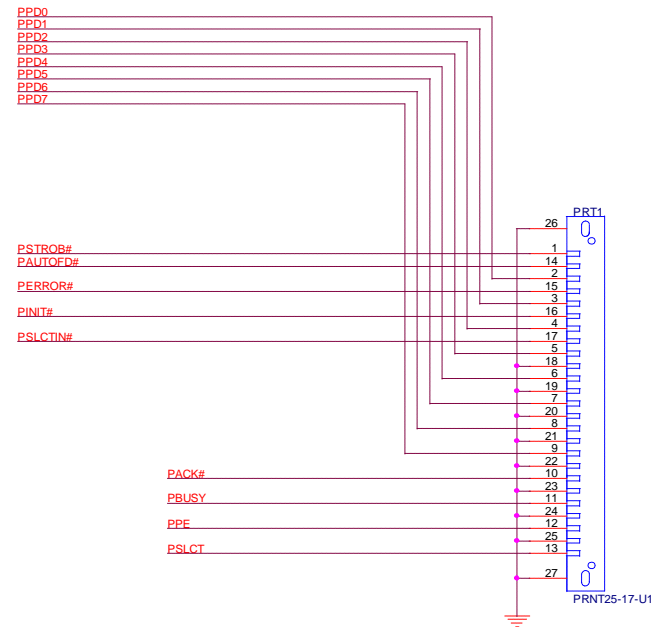 PPD0
PPD1
PPD2
PPD3
PPD4
PPD5
PPD6
PPD7
PRT1
26
PSTROB# 1
PAUTOFD# 14
2
PERROR# 15
3
PINIT# 16
4
PSLCTIN# 17
5
18
6
19
7
20
8
21
9
22
PACK# 10
23
PBUSY 11
24
PPE 12
25
PSLCT 13
27
PRNT25-17-U1